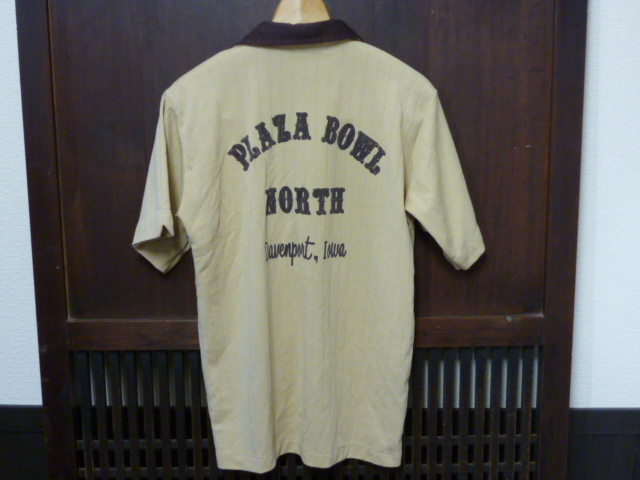 PLAZA BOWL
NORTH
Davenport, Iowa